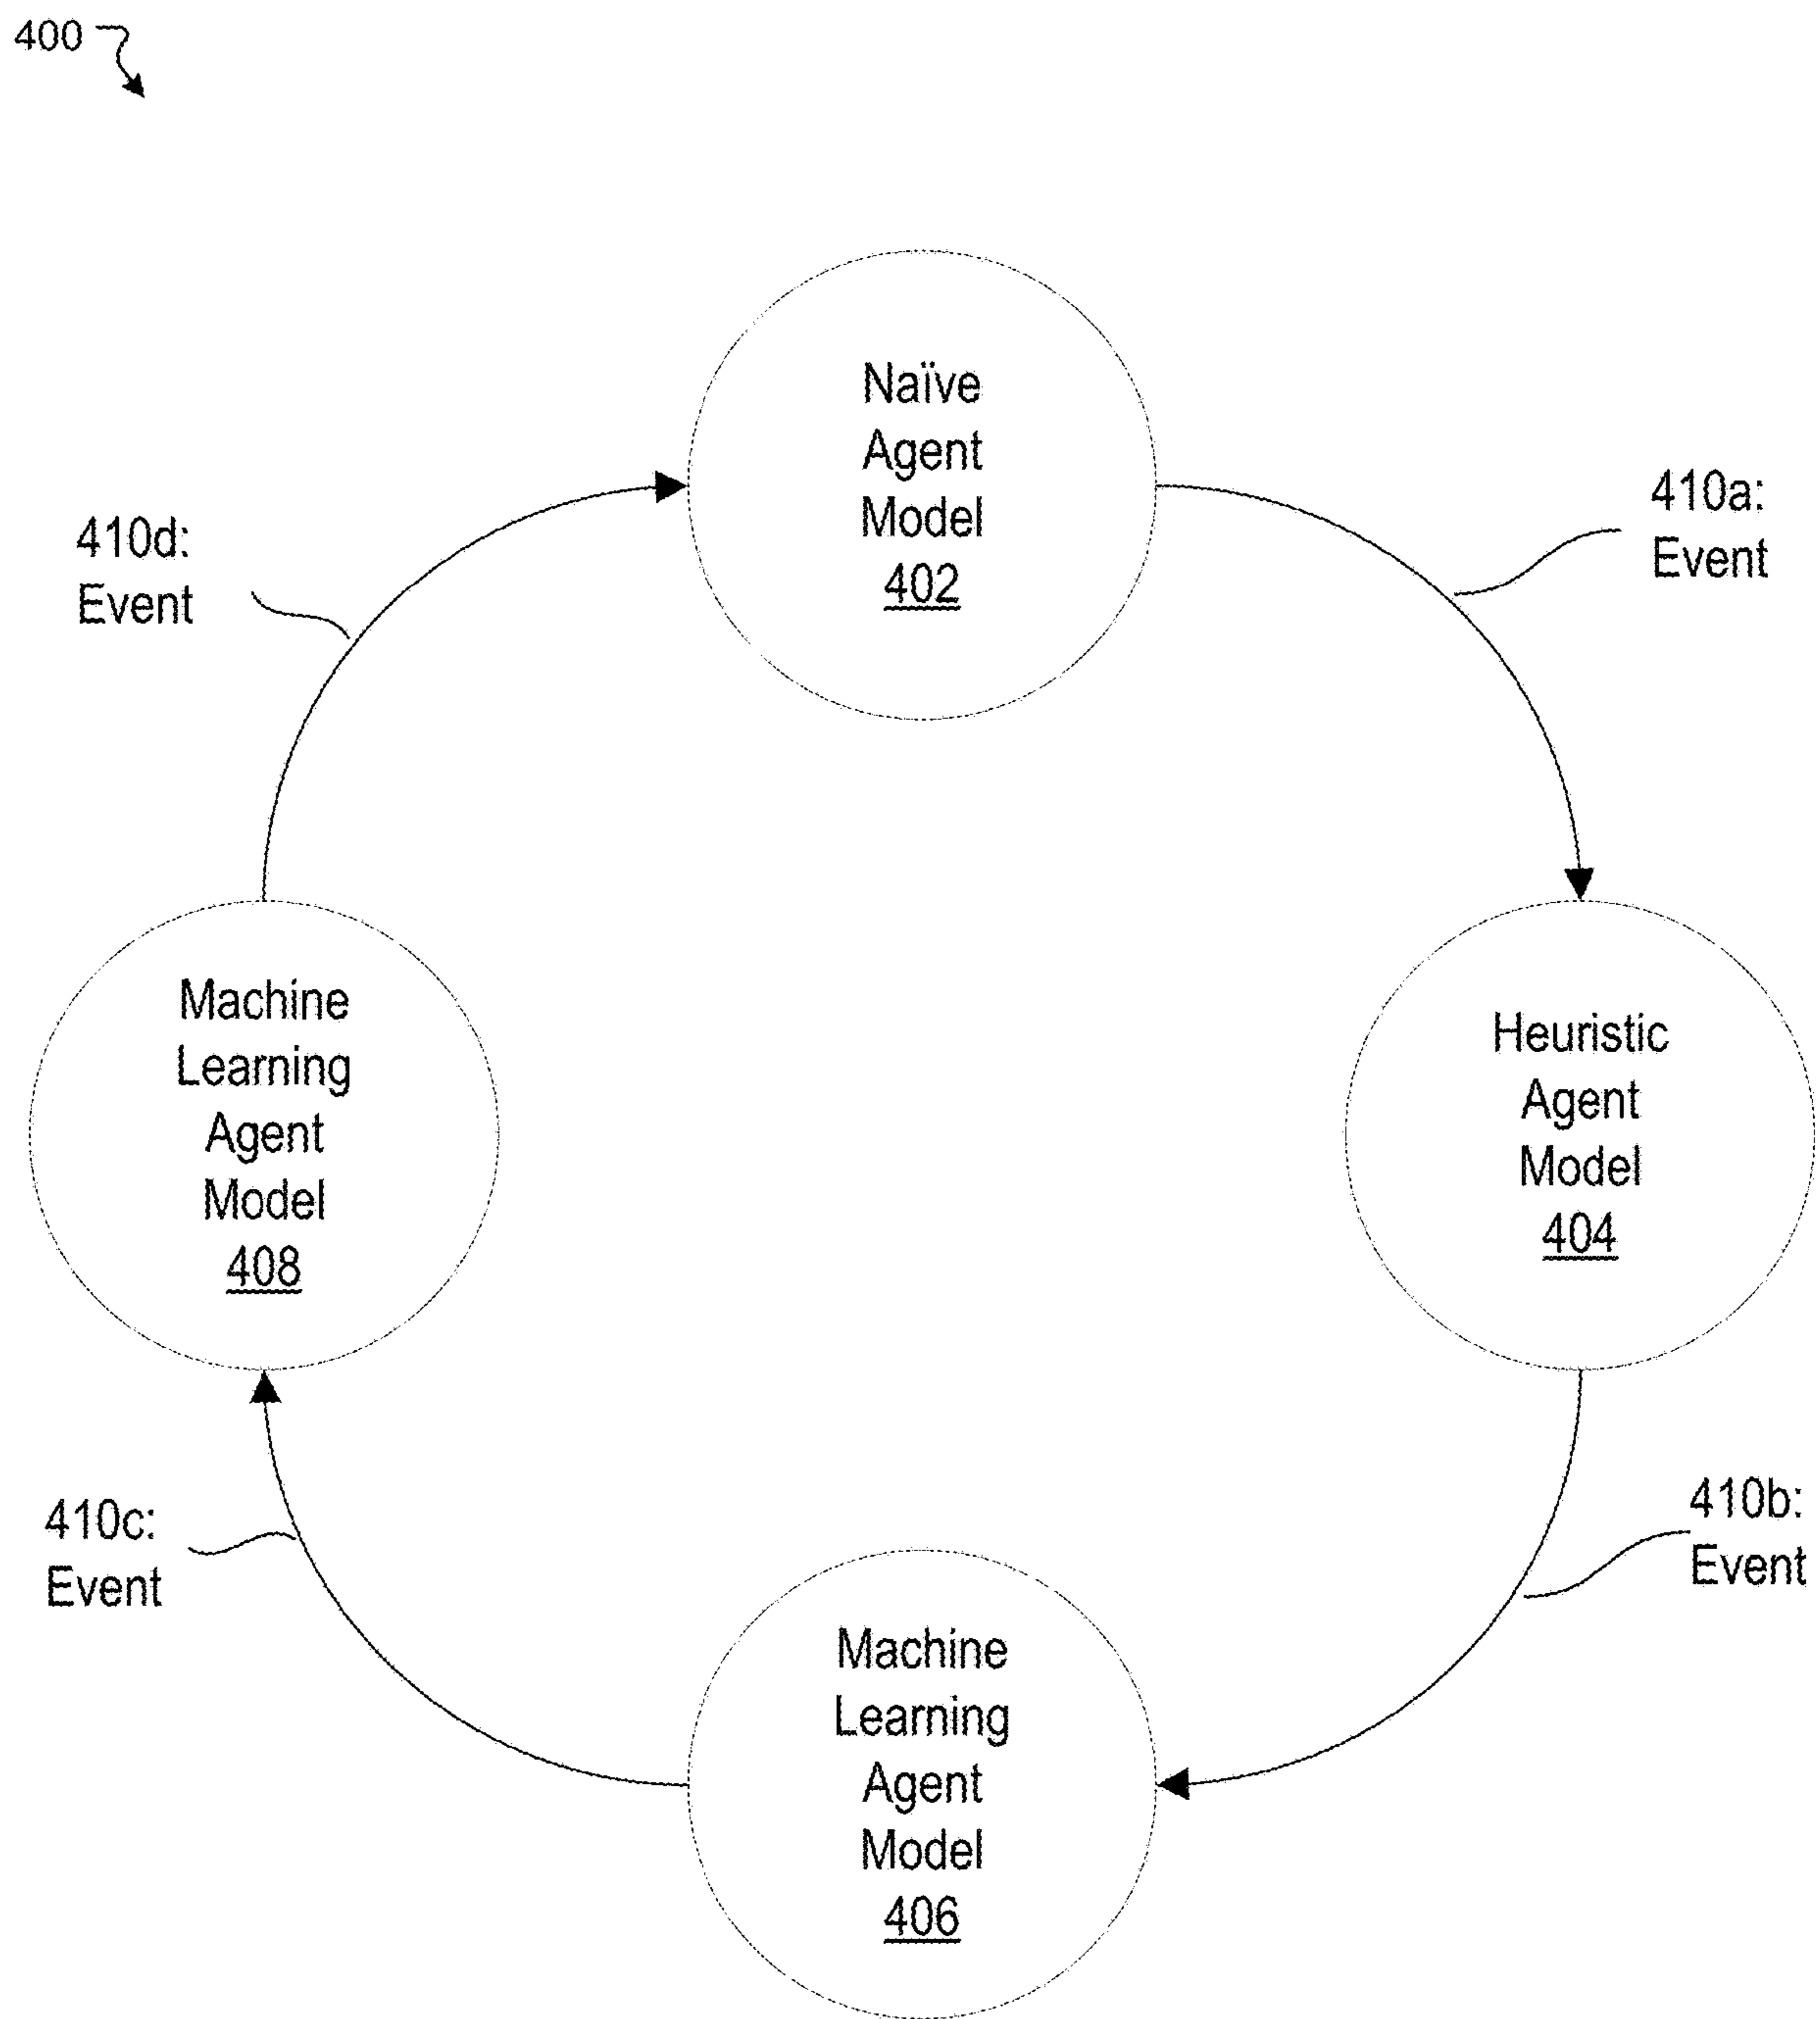 400
Naïve
Agent
Model
402
410a:
Event
410d:
Event
Machine
Learning
Agent
Model
408
Heuristic
Agent
Model
404
410c:
Event
410b:
Event
Machine
Learning
Agent
Model
406